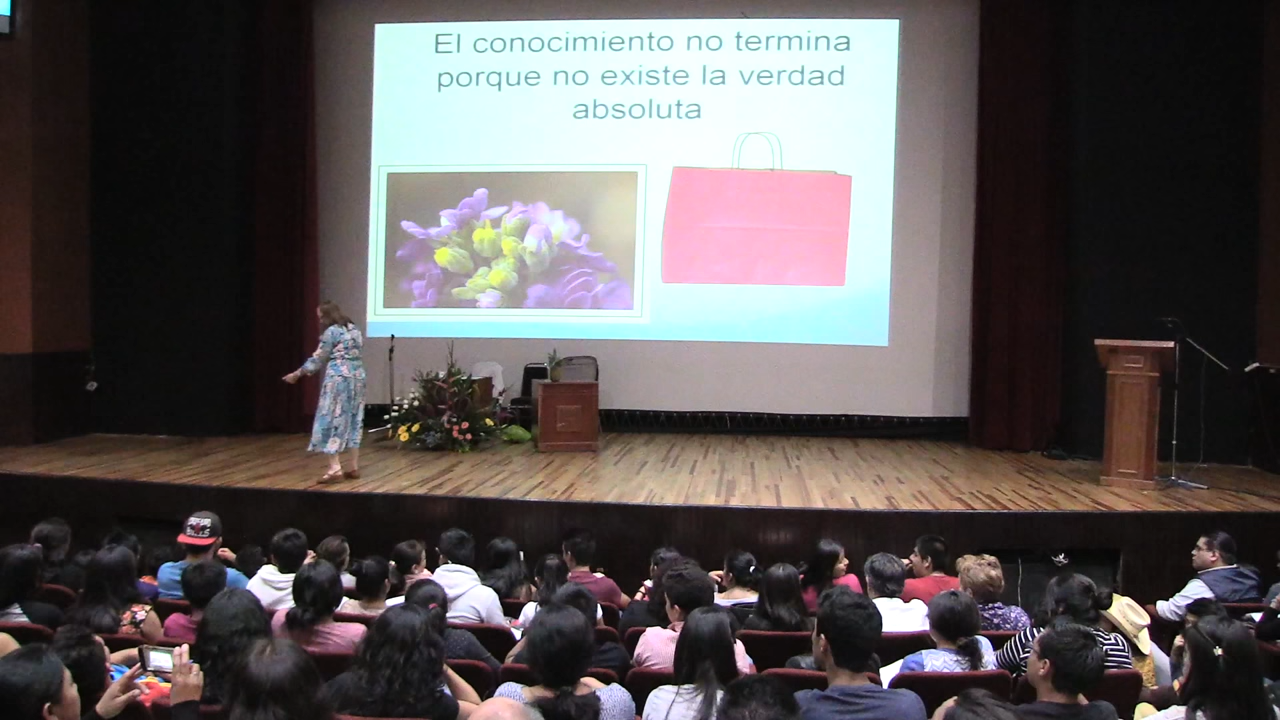 El conocimiento no termina
porque no existe la verdad
absoluta